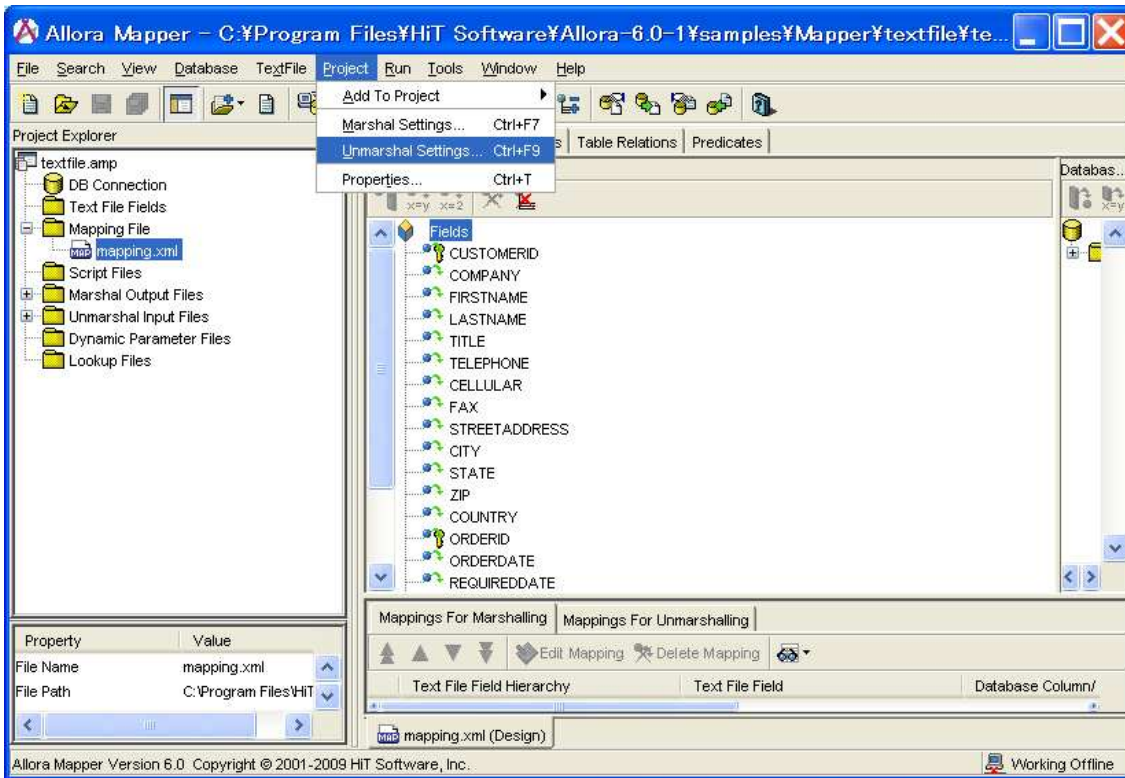 Allora Mapper - C:¥Program Files¥HiT Software¥Allora-6.0-1¥samples¥Mapper¥textfile¥te...
File Search View Database TextFile Project Run Tools Window Help
Add To Project
Marshal Settings... Ctrl+F7
Unmarshal Settings... Ctrl+F9
Properties... Ctrl+T
Project Explorer
s Table Relations Predicates
textfile.amp
DB Connection
Text File Fields
Mapping File
MAP mapping.xml
Script Files
Marshal Output Files
Unmarshal Input Files
Dynamic Parameter Files
Lookup Files
Databas...
x=y x=2
x=y
Fields
CUSTOMERID
COMPANY
FIRSTNAME
LASTNAME
TITLE
TELEPHONE
CELLULAR
FAX
STREETADDRESS
CITY
STATE
ZIP
COUNTRY
ORDERID
ORDERDATE
REQUIREDDATE
Property Value
File Name mapping.xml
File Path C:¥Program Files¥HiT
Mappings For Marshalling Mappings For Unmarshalling
Edit Mapping Delete Mapping
Text File Field Hierarchy Text File Field Database Column/
MAP mapping.xml (Design)
Allora Mapper Version 6.0 Copyright © 2001-2009 HiT Software, Inc. Working Offline